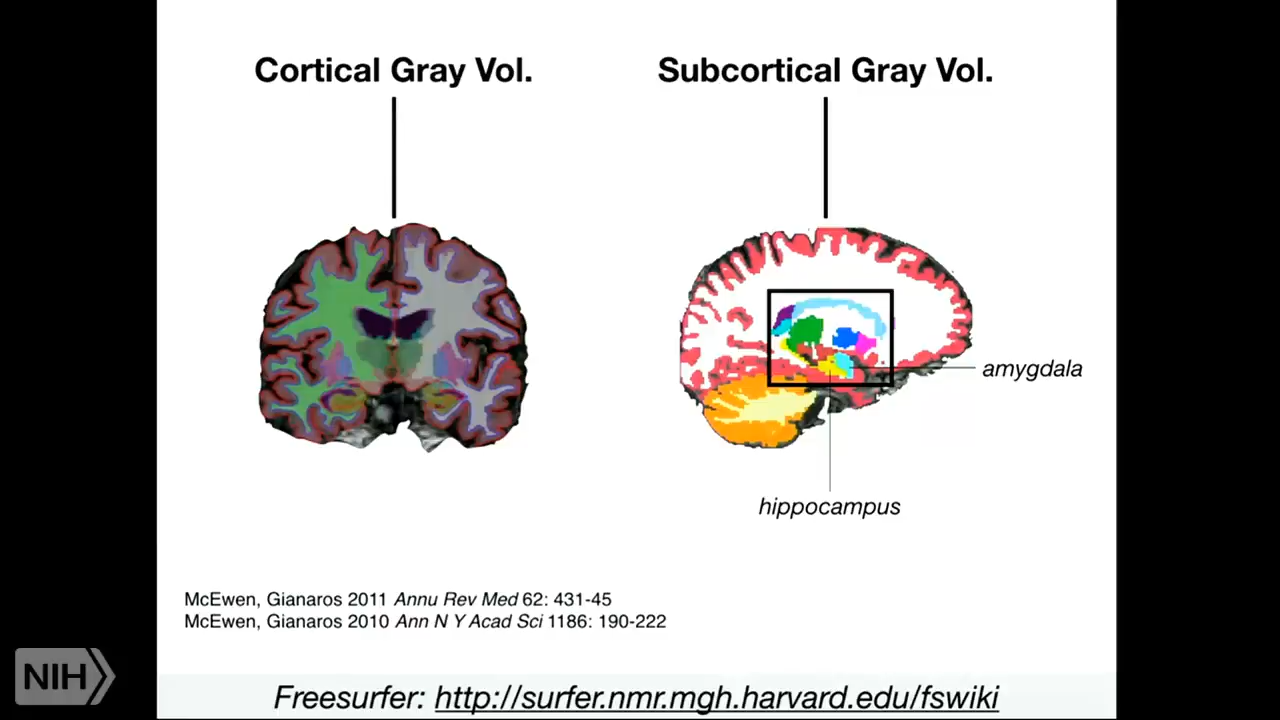 Cortical Gray Vol.
Subcortical Gray Vol.
amygdala
hippocampus
McEwen, Gianaros 2011 Annu Rev Med 62: 431-45
McEwen, Gianaros 2010 Ann N Y Acad Sci 1186: 190-222
NIH
Freesurfer: http://surfer.nmr.mgh.harvard.edu/fswiki